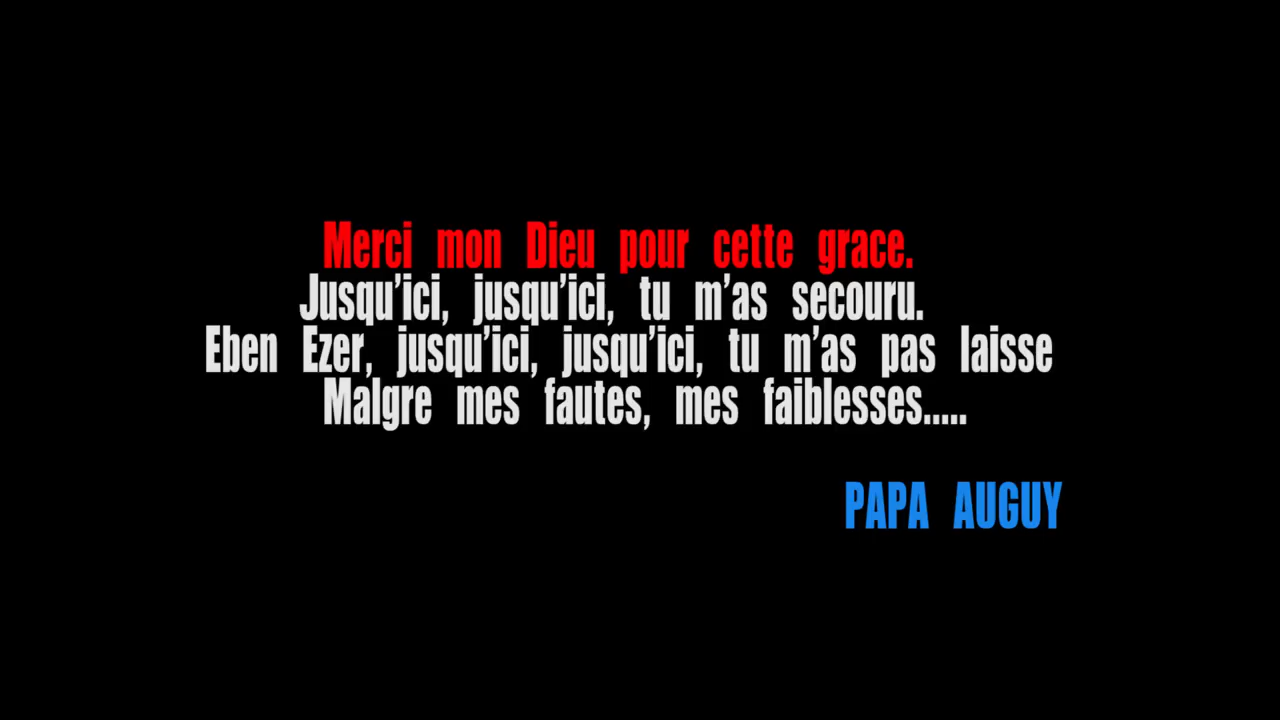 Merci mon Dieu pour cette grace.
Jusqu’ici, jusqu’ici, tu m’as secouru.
Eben Ezer, jusqu’ici, jusqu’ici, tu m’as pas laisse
Malgre mes fautes, mes faiblesses.....
PAPA AUGUY